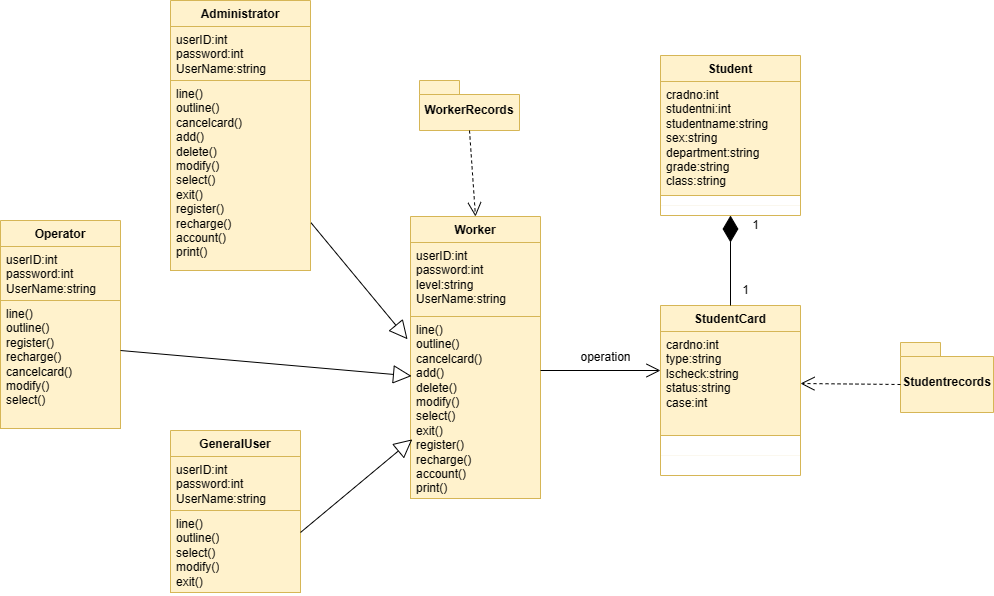 Administrator
userID:int
password:int
UserName:string
line()
outline()
cancelcard()
add()
delete()
modify()
select()
exit()
register()
recharge()
account()
print()
WorkerRecords
Student
cradno:int
studentni:int
studentname:string
sex:string
department:string
grade:string
class:string
Operator
userID:int
password:int
UserName:string
line()
outline()
register()
recharge()
cancelcard()
modify()
select()
Worker
userID:int
password:int
level:string
UserName:string
line()
outline()
cancelcard()
add()
delete()
modify()
select()
exit()
register()
recharge()
account()
print()
1
1
operation
StudentCard
cardno:int
type:string
lscheck:string
status:string
case:int
Studentrecords
GeneralUser
userID:int
password:int
UserName:string
line()
outline()
select()
modify()
exit()